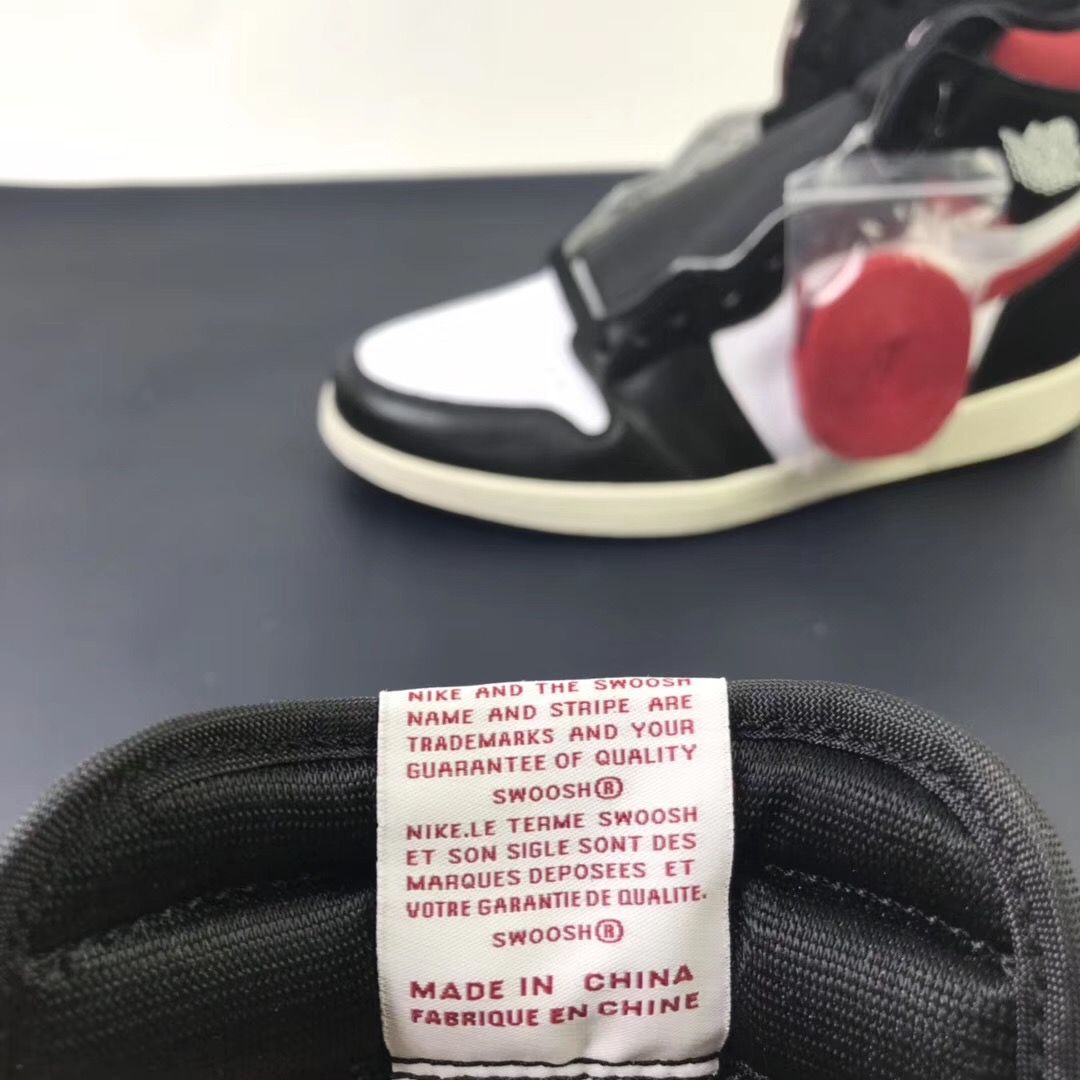 NIKE AND THE SWOOSH
NAME AND STRIPE ARE
TRADEMARKS AND YOUR
GUARANTEE OF QUALITY
SWOOSH®
NIKE.LE TERME SWOOSH
ET SON SIGLE SONT DES
MARQUES DEPOSEES ET
VOTRE GARANTIE DE QUALITE.
SWOOSH®
MADE IN CHINA
FABRIQUE EN CHINE